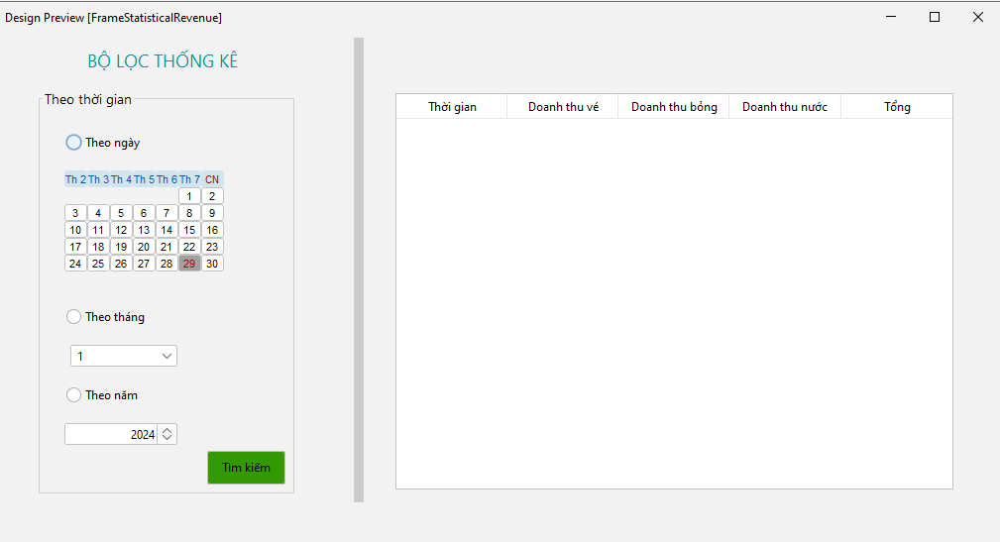 Design Preview [FrameStatisticalRevenue]
BỘ LỌC THỐNG KÊ
Theo thời gian
Theo ngày
Th 2 Th 3 Th 4 Th 5 Th 6 Th 7 CN
1 2
3 4 5 6 7 8 9
10 11 12 13 14 15 16
17 18 19 20 21 22 23
24 25 26 27 28 29 30
Theo tháng
1
Theo năm
2024
Tìm kiếm
Thời gian Doanh thu vé Doanh thu bỏng Doanh thu nước Tổng